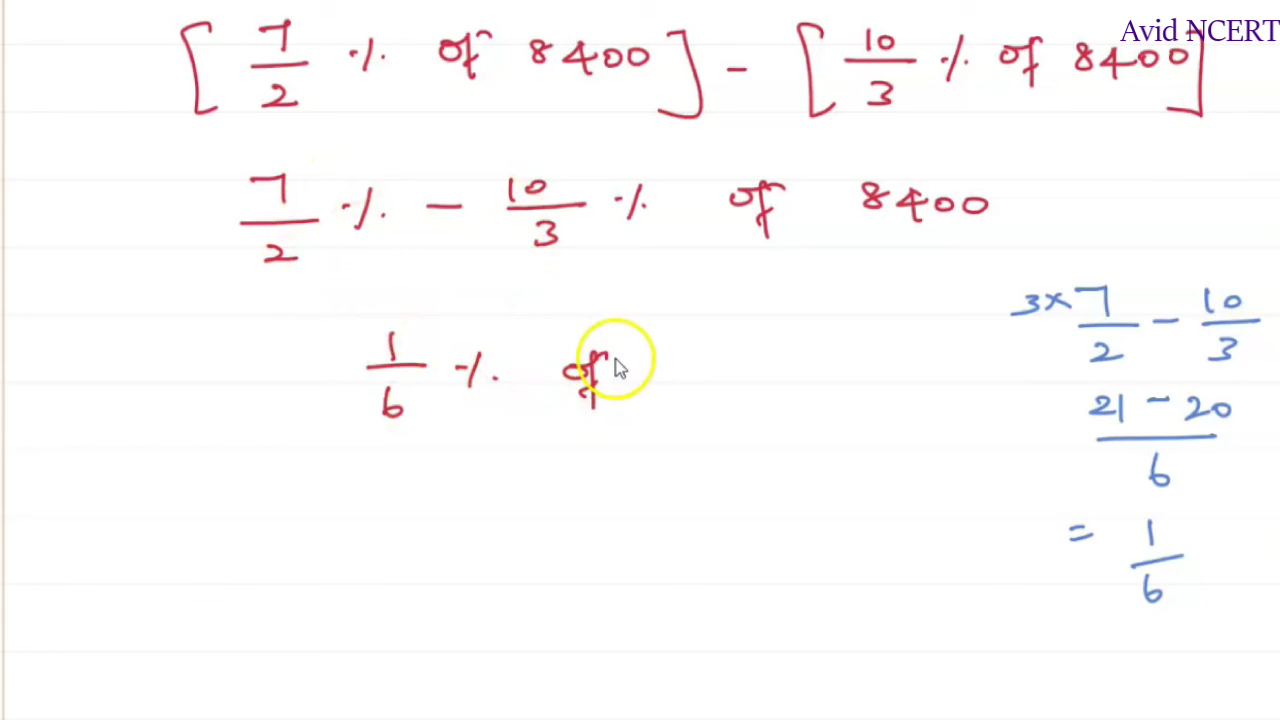 Avid NCERT
[ 7/2 % of 8400 ] - [ 10/3 % of 8400 ]
7/2 % - 10/3 % of 8400
3× 7/2 - 10/3
1/6 % of
21 - 20 / 6
= 1/6